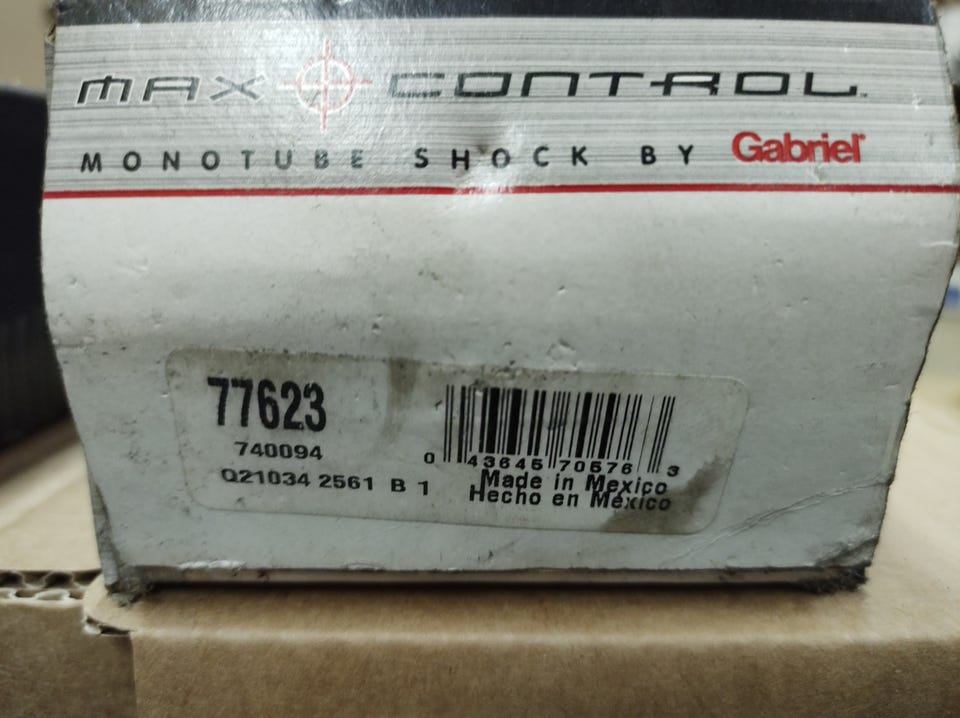 MAX CONTROL
MONOTUBE SHOCK BY Gabriel
77623
740094
Q21034 2561 B 1
0 43645 70576 3
Made in Mexico
Hecho en México